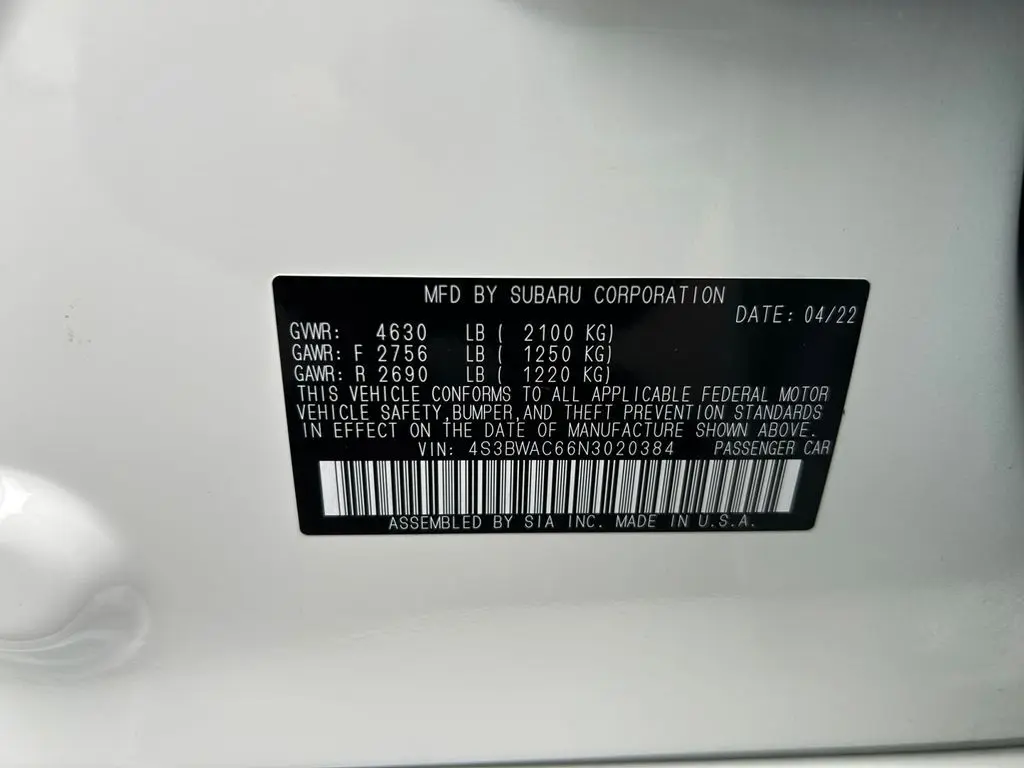 MFD BY SUBARU CORPORATION
DATE: 04/22
GVWR: 4630 LB ( 2100 KG)
GAWR: F 2756 LB ( 1250 KG)
GAWR: R 2690 LB ( 1220 KG)
THIS VEHICLE CONFORMS TO ALL APPLICABLE FEDERAL MOTOR
VEHICLE SAFETY, BUMPER, AND THEFT PREVENTION STANDARDS
IN EFFECT ON THE DATE OF MANUFACTURE SHOWN ABOVE.
VIN: 4S3BWAC66N3020384 PASSENGER CAR
ASSEMBLED BY SIA INC. MADE IN U.S.A.